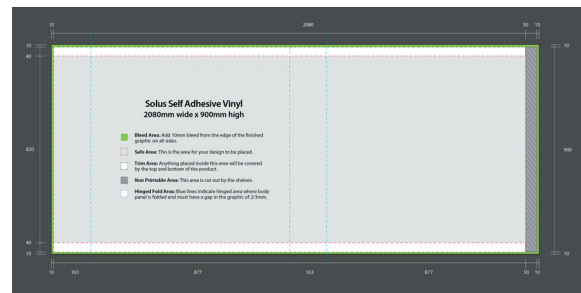 10 2080 50 10
10 10
40
Solus Self Adhesive Vinyl
2080mm wide x 900mm high
Blend Area: Add 10mm bleed from the edge of the finished
graphic on all sides.
Safe Area: This is the area for your design to be placed.
820 900
Trim Area: Anything placed inside this area will be covered
by the top and bottom of the product.
Non Printable Area: This area is cut out by the shelves.
Hinged Fold Area: Blue lines indicate hinged area where body
panel is folded and must have a gap in the graphic of 2/3mm.
40
10 10
10 163 877 163 877 50 10